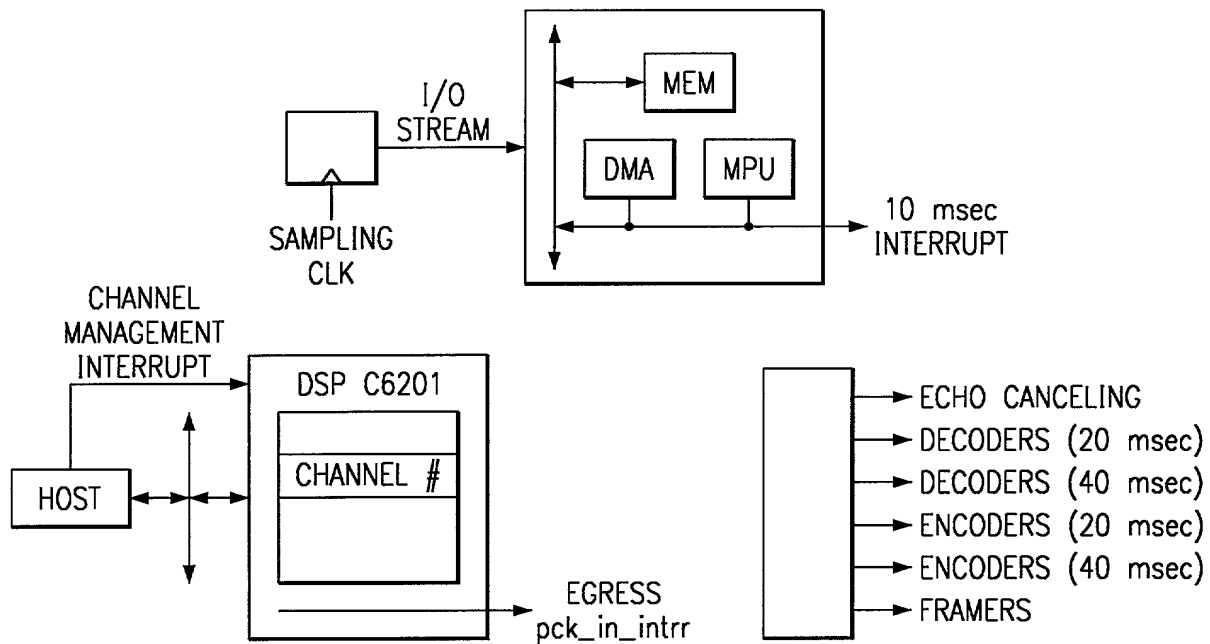 I/O
STREAM
SAMPLING
CLK
MEM
DMA
MPU
10 msec
INTERRUPT
CHANNEL
MANAGEMENT
INTERRUPT
HOST
DSP C6201
CHANNEL #
EGRESS
pck_in_intrr
ECHO CANCELING
DECODERS (20 msec)
DECODERS (40 msec)
ENCODERS (20 msec)
ENCODERS (40 msec)
FRAMERS